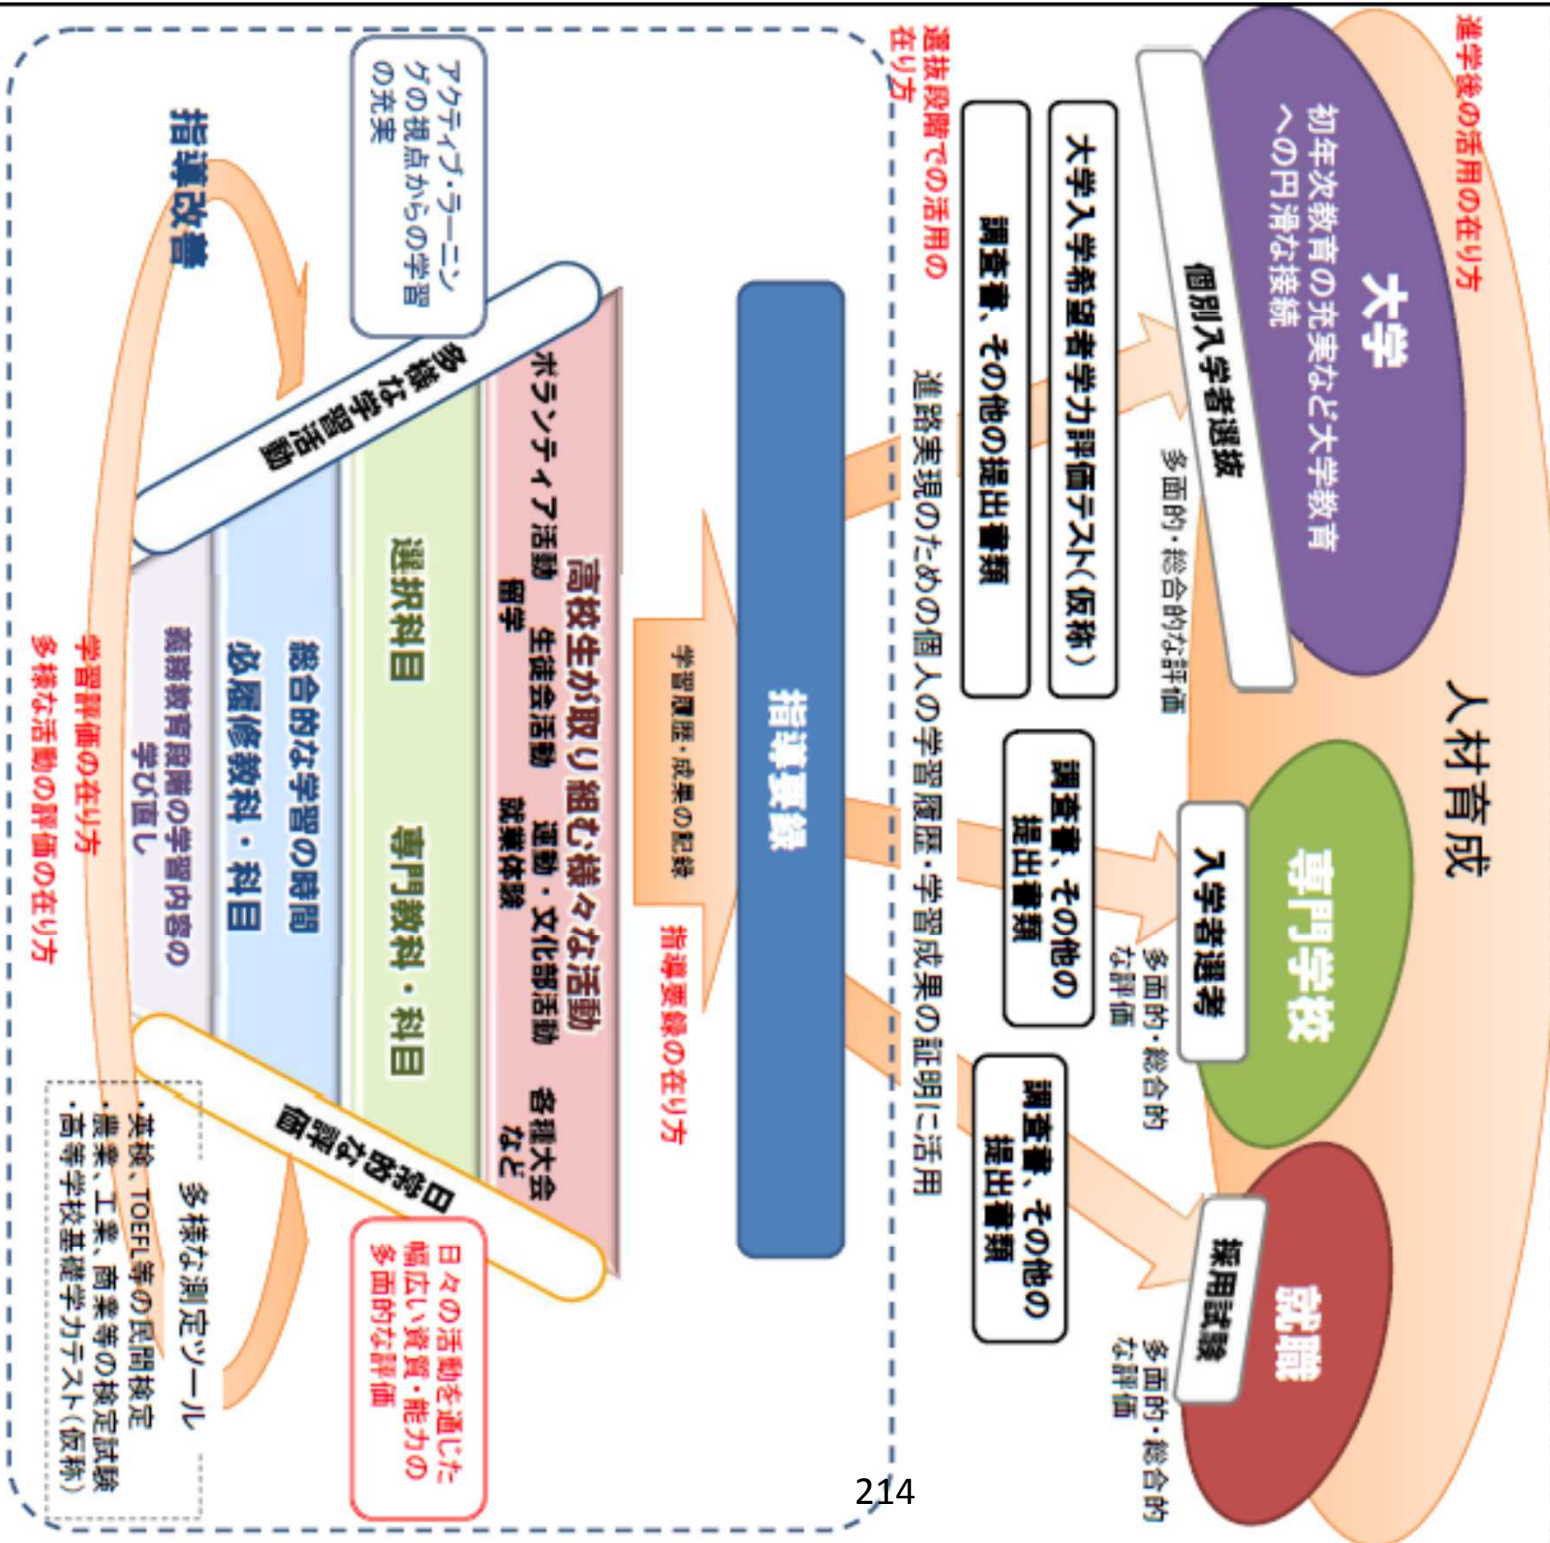 人材育成
進学後の活用の在り方
大学
初年次教育の充実など大学教育
への円滑な接続
専門学校
就職
個別入学者選抜
入学者選考
採用試験
多面的・総合的な評価
多面的・総合的
な評価
多面的・総合的
な評価
大学入学希望者学力評価テスト(仮称)
調査書、その他の提出書類
調査書、その他の
提出書類
調査書、その他の
提出書類
選抜段階での活用の
在り方
進路実現のための個人の学習履歴・学習成果の証明に活用
指導要録
学習履歴・成果の記録
指導要録の在り方
高校生が取り組む様々な活動
ボランティア活動 生徒会活動 運動・文化部活動 各種大会
留学 就業体験 など
選択科目 専門教科・科目
総合的な学習の時間
必履修教科・科目
義務教育段階の学習内容の
学び直し
多様な学習活動
日常的な評価
アクティブ・ラーニン
グの視点からの学習
の充実
日々の活動を通じた
幅広い資質・能力の
多面的な評価
指導改善
学習評価の在り方
多様な活動の評価の在り方
多様な測定ツール
・英検、TOEFL等の民間検定
・農業、工業、商業等の検定試験
・高等学校基礎学力テスト(仮称)
214